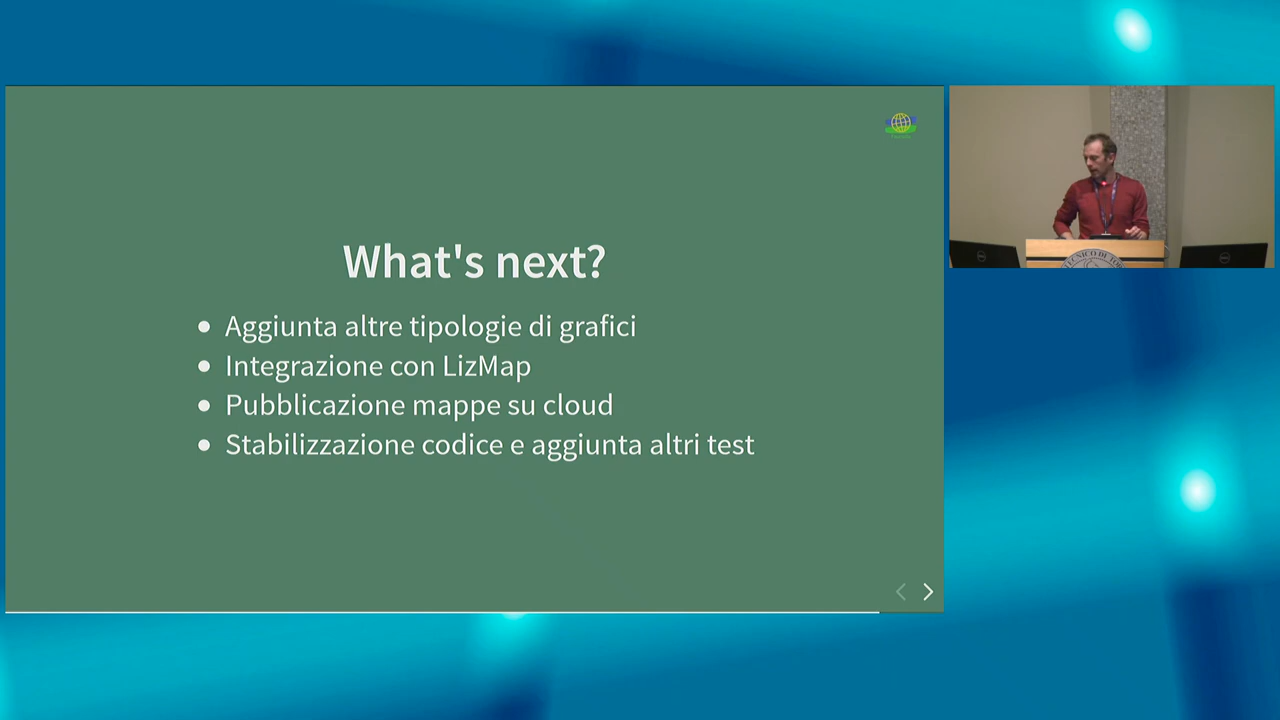 What's next?
Aggiunta altre tipologie di grafici
Integrazione con LizMap
Pubblicazione mappe su cloud
Stabilizzazione codice e aggiunta altri test